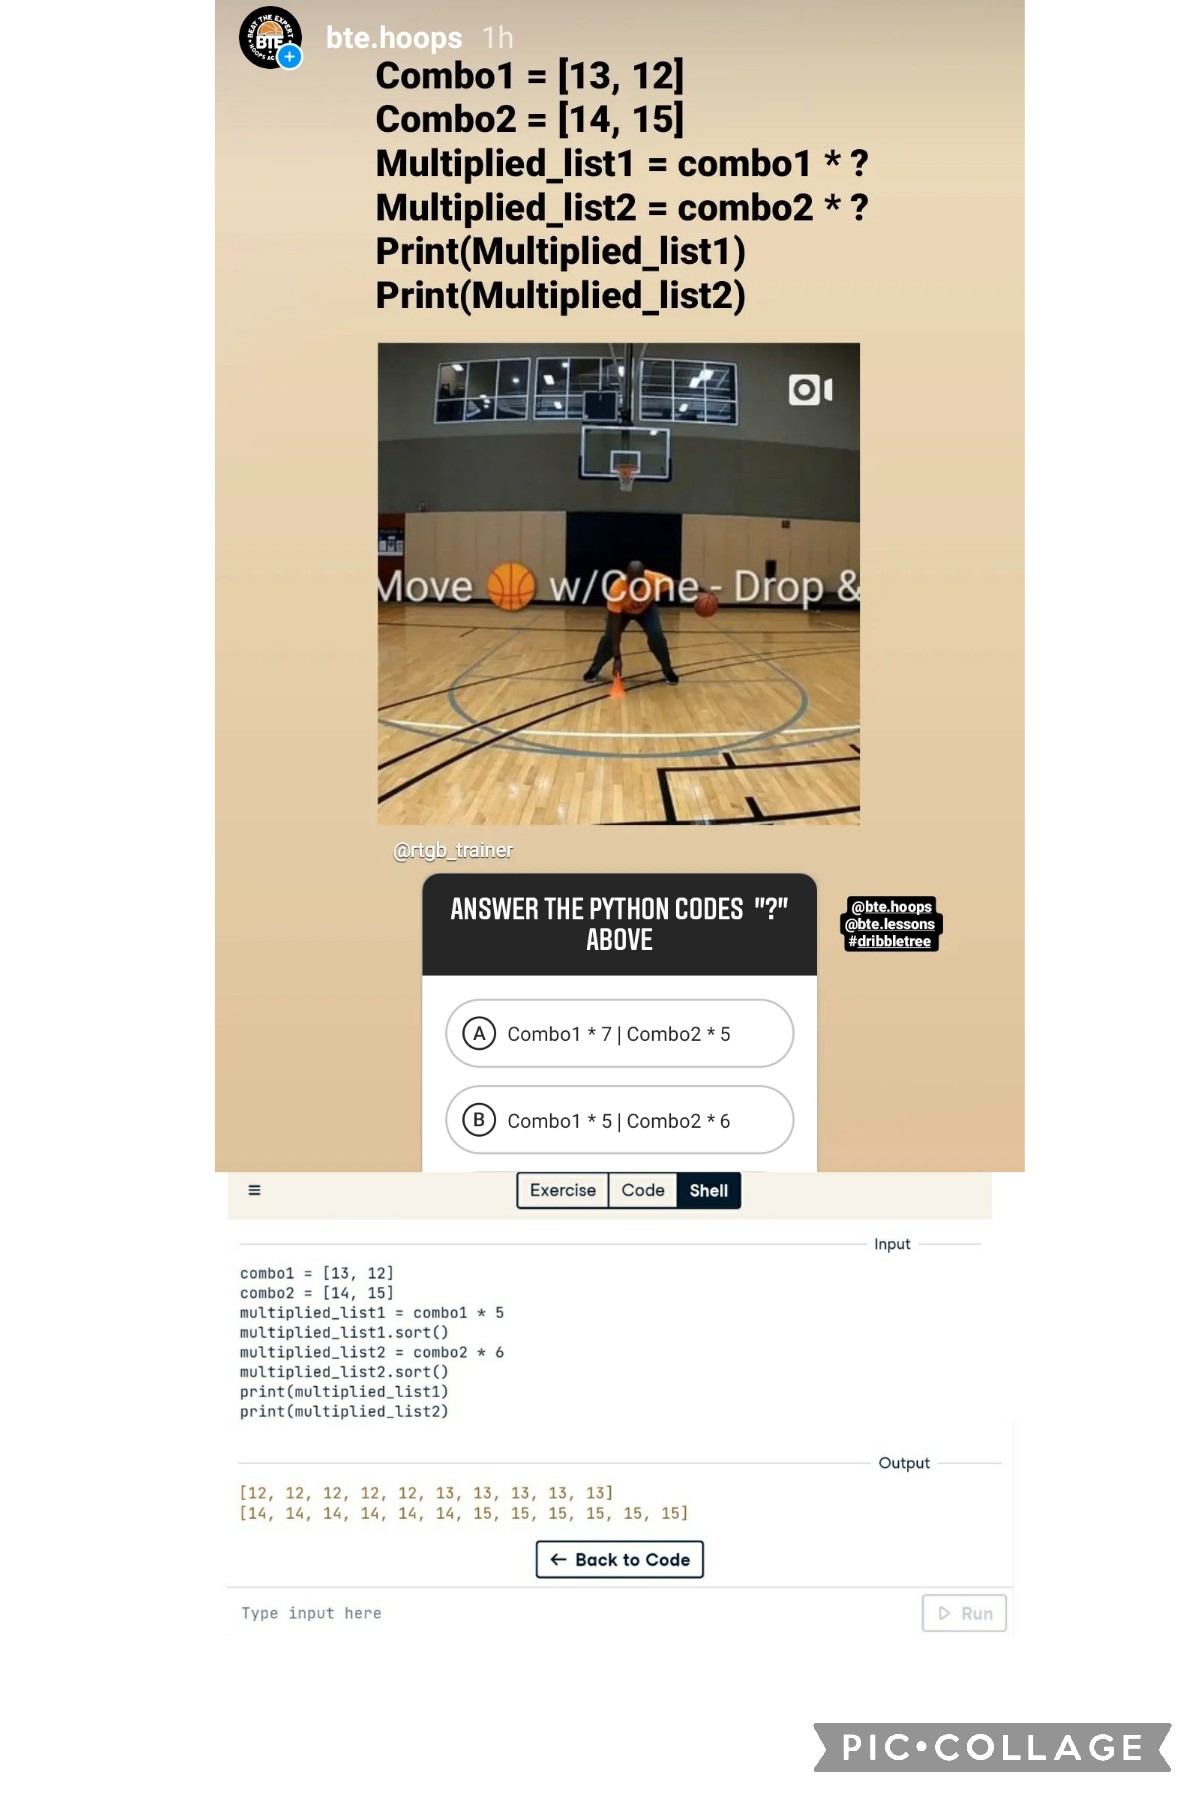 BEAT THE EXPERT
BTE
bte.hoops 1h
Combo1 = [13, 12]
Combo2 = [14, 15]
Multiplied_list1 = combo1 * ?
Multiplied_list2 = combo2 * ?
Print(Multiplied_list1)
Print(Multiplied_list2)
Move 🏀 w/Cone - Drop &
@rtgb_trainer
ANSWER THE PYTHON CODES "?"
ABOVE
@bte.hoops
@bte.lessons
#dribbletree
A Combo1 * 7 | Combo2 * 5
B Combo1 * 5 | Combo2 * 6
Exercise Code Shell
Input
combo1 = [13, 12]
combo2 = [14, 15]
multiplied_list1 = combo1 * 5
multiplied_list1.sort()
multiplied_list2 = combo2 * 6
multiplied_list2.sort()
print(multiplied_list1)
print(multiplied_list2)
Output
[12, 12, 12, 12, 12, 13, 13, 13, 13, 13]
[14, 14, 14, 14, 14, 14, 15, 15, 15, 15, 15, 15]
← Back to Code
Type input here
Run
PIC•COLLAGE